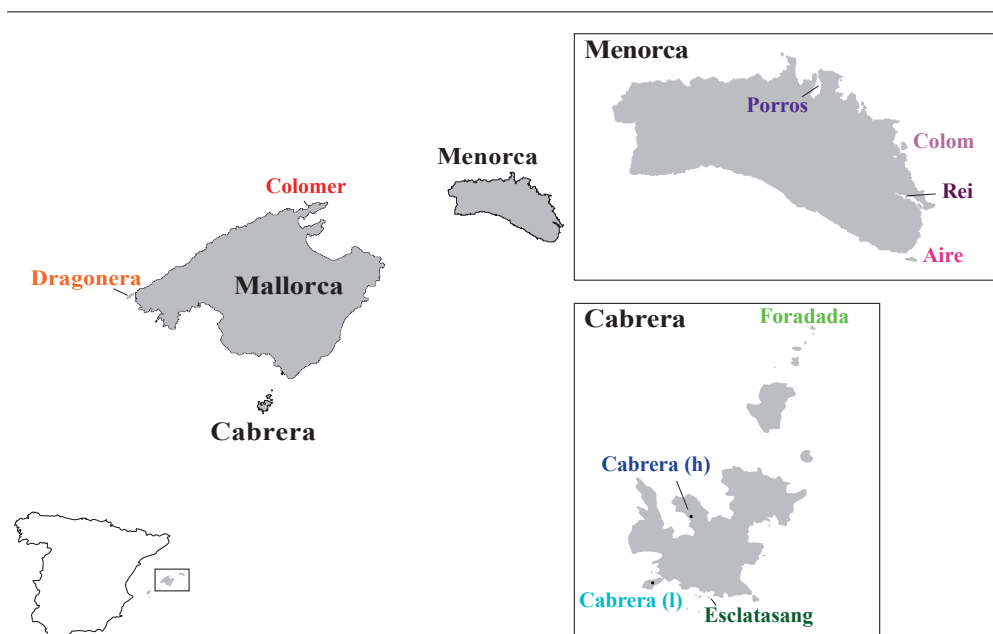 Menorca
Porros
Colom
Rei
Aire
Menorca
Colomer
Dragonera
Mallorca
Cabrera
Cabrera
Foradada
Cabrera (h)
Cabrera (l)
Esclatasang